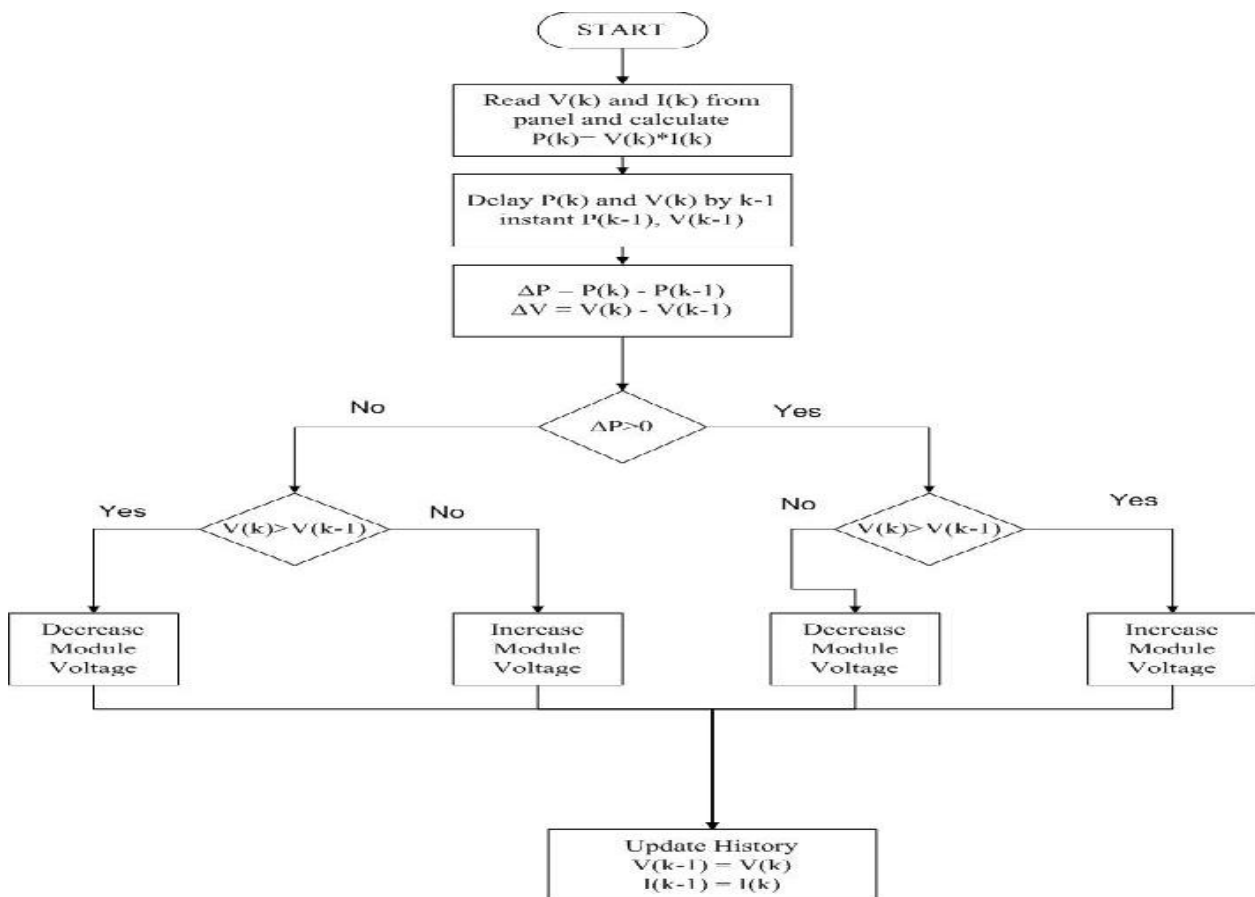 START
Read V(k) and I(k) from
panel and calculate
P(k)= V(k)*I(k)
Delay P(k) and V(k) by k-1
instant P(k-1), V(k-1)
ΔP = P(k) - P(k-1)
ΔV = V(k) - V(k-1)
No
Yes
ΔP>0
Yes
No
No
Yes
V(k)>V(k-1)
V(k)>V(k-1)
Decrease
Module
Voltage
Increase
Module
Voltage
Decrease
Module
Voltage
Increase
Module
Voltage
Update History
V(k-1) = V(k)
I(k-1) = I(k)